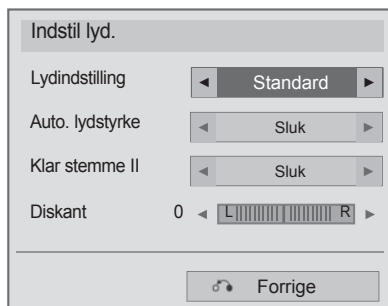 Indstil lyd.
Lydindstilling ◄ Standard ►
Auto. lydstyrke ◄ Sluk ►
Klar stemme II ◄ Sluk ►
Diskant 0 ◄ L R ►
Forrige